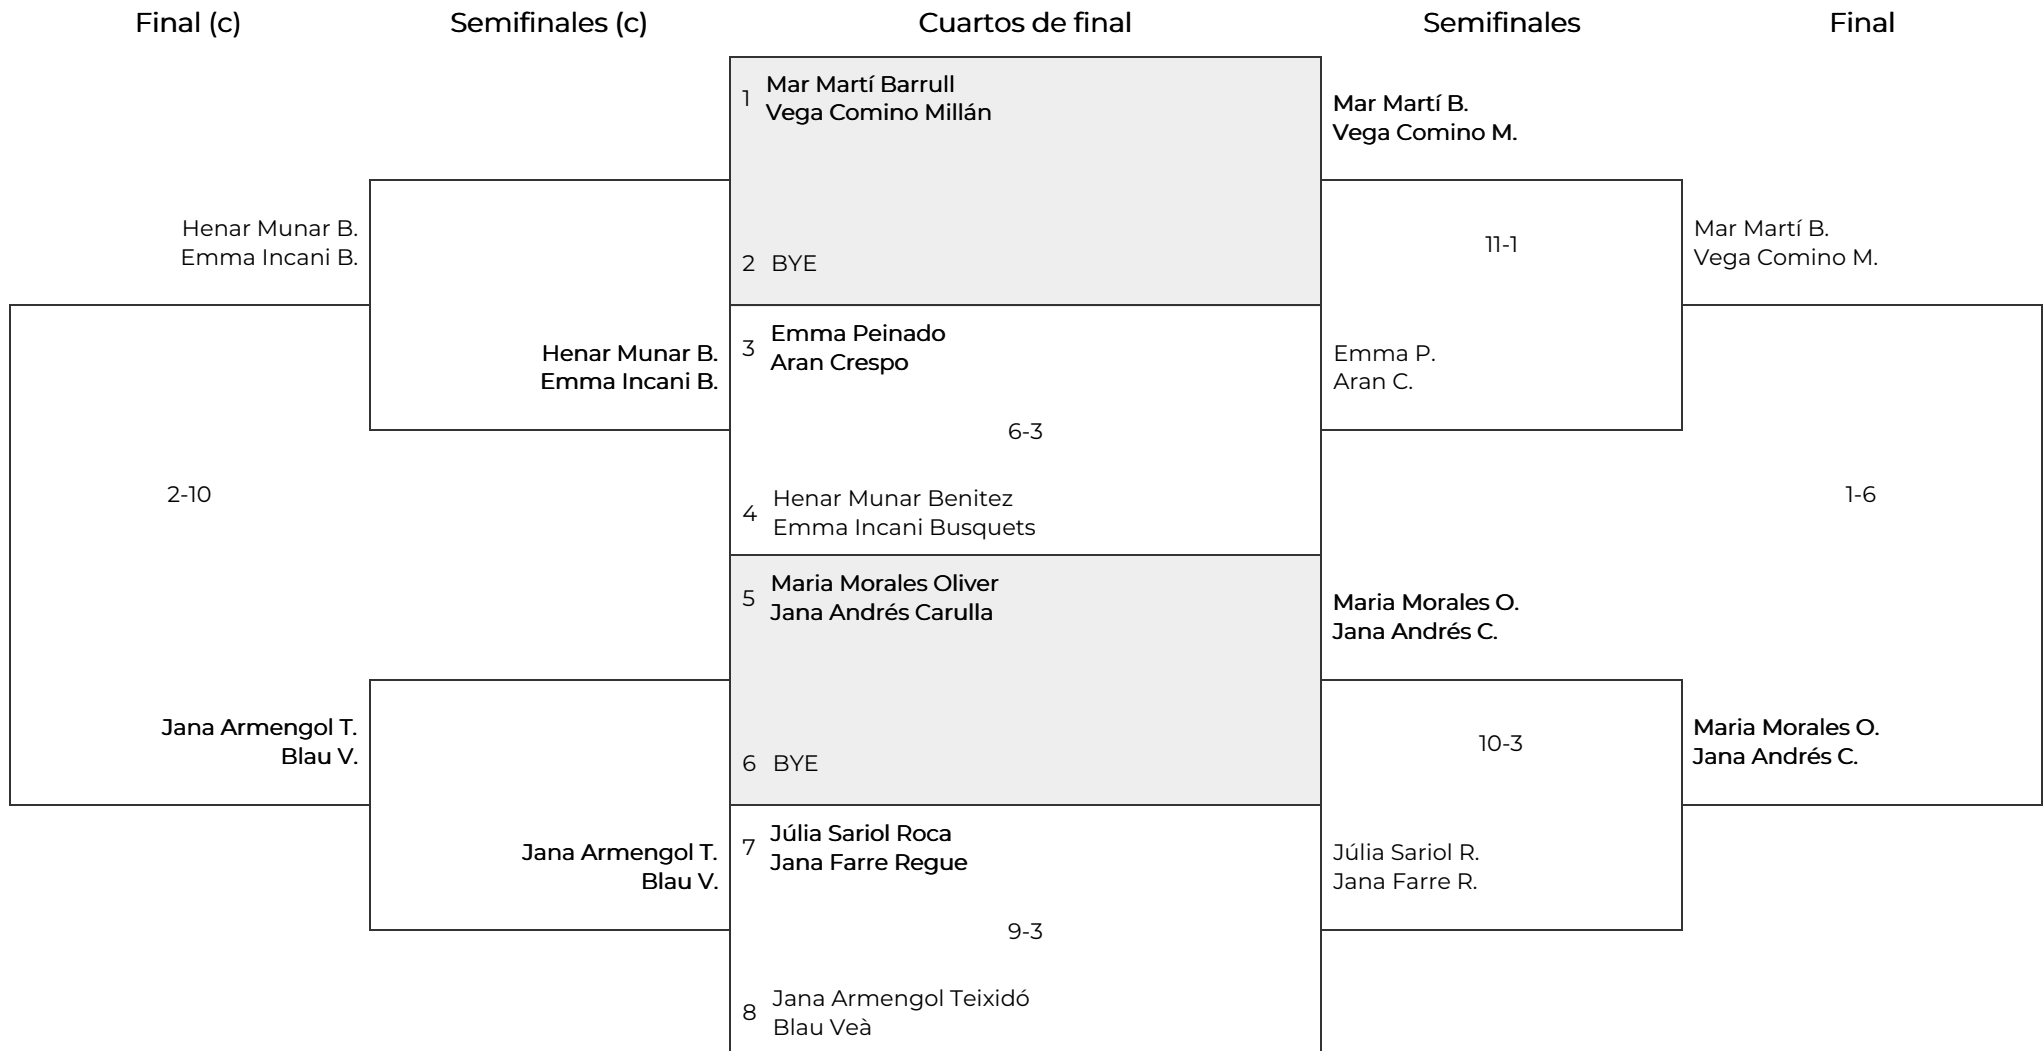 Final (c)
Semifinales (c)
Cuartos de final
Semifinales
Final
Henar Munar B.
Emma Incani B.
2-10
Jana Armengol T.
Blau V.
Henar Munar B.
Emma Incani B.
Jana Armengol T.
Blau V.
1 Mar Martí Barrull
Vega Comino Millán
2 BYE
3 Emma Peinado
Aran Crespo
6-3
4 Henar Munar Benitez
Emma Incani Busquets
5 Maria Morales Oliver
Jana Andrés Carulla
6 BYE
7 Júlia Sariol Roca
Jana Farre Regue
9-3
8 Jana Armengol Teixidó
Blau Veà
Mar Martí B.
Vega Comino M.
11-1
Emma P.
Aran C.
Maria Morales O.
Jana Andrés C.
10-3
Júlia Sariol R.
Jana Farre R.
Mar Martí B.
Vega Comino M.
1-6
Maria Morales O.
Jana Andrés C.